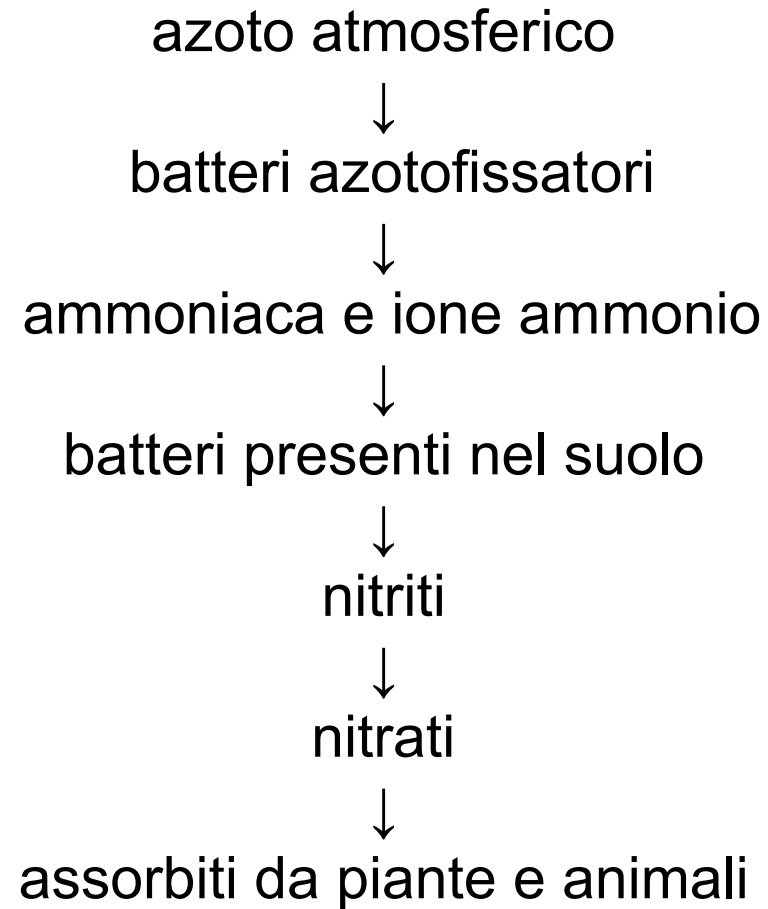 azoto atmosferico
↓
batteri azotofissatori
↓
ammoniaca e ione ammonio
↓
batteri presenti nel suolo
↓
nitriti
↓
nitrati
↓
assorbiti da piante e animali